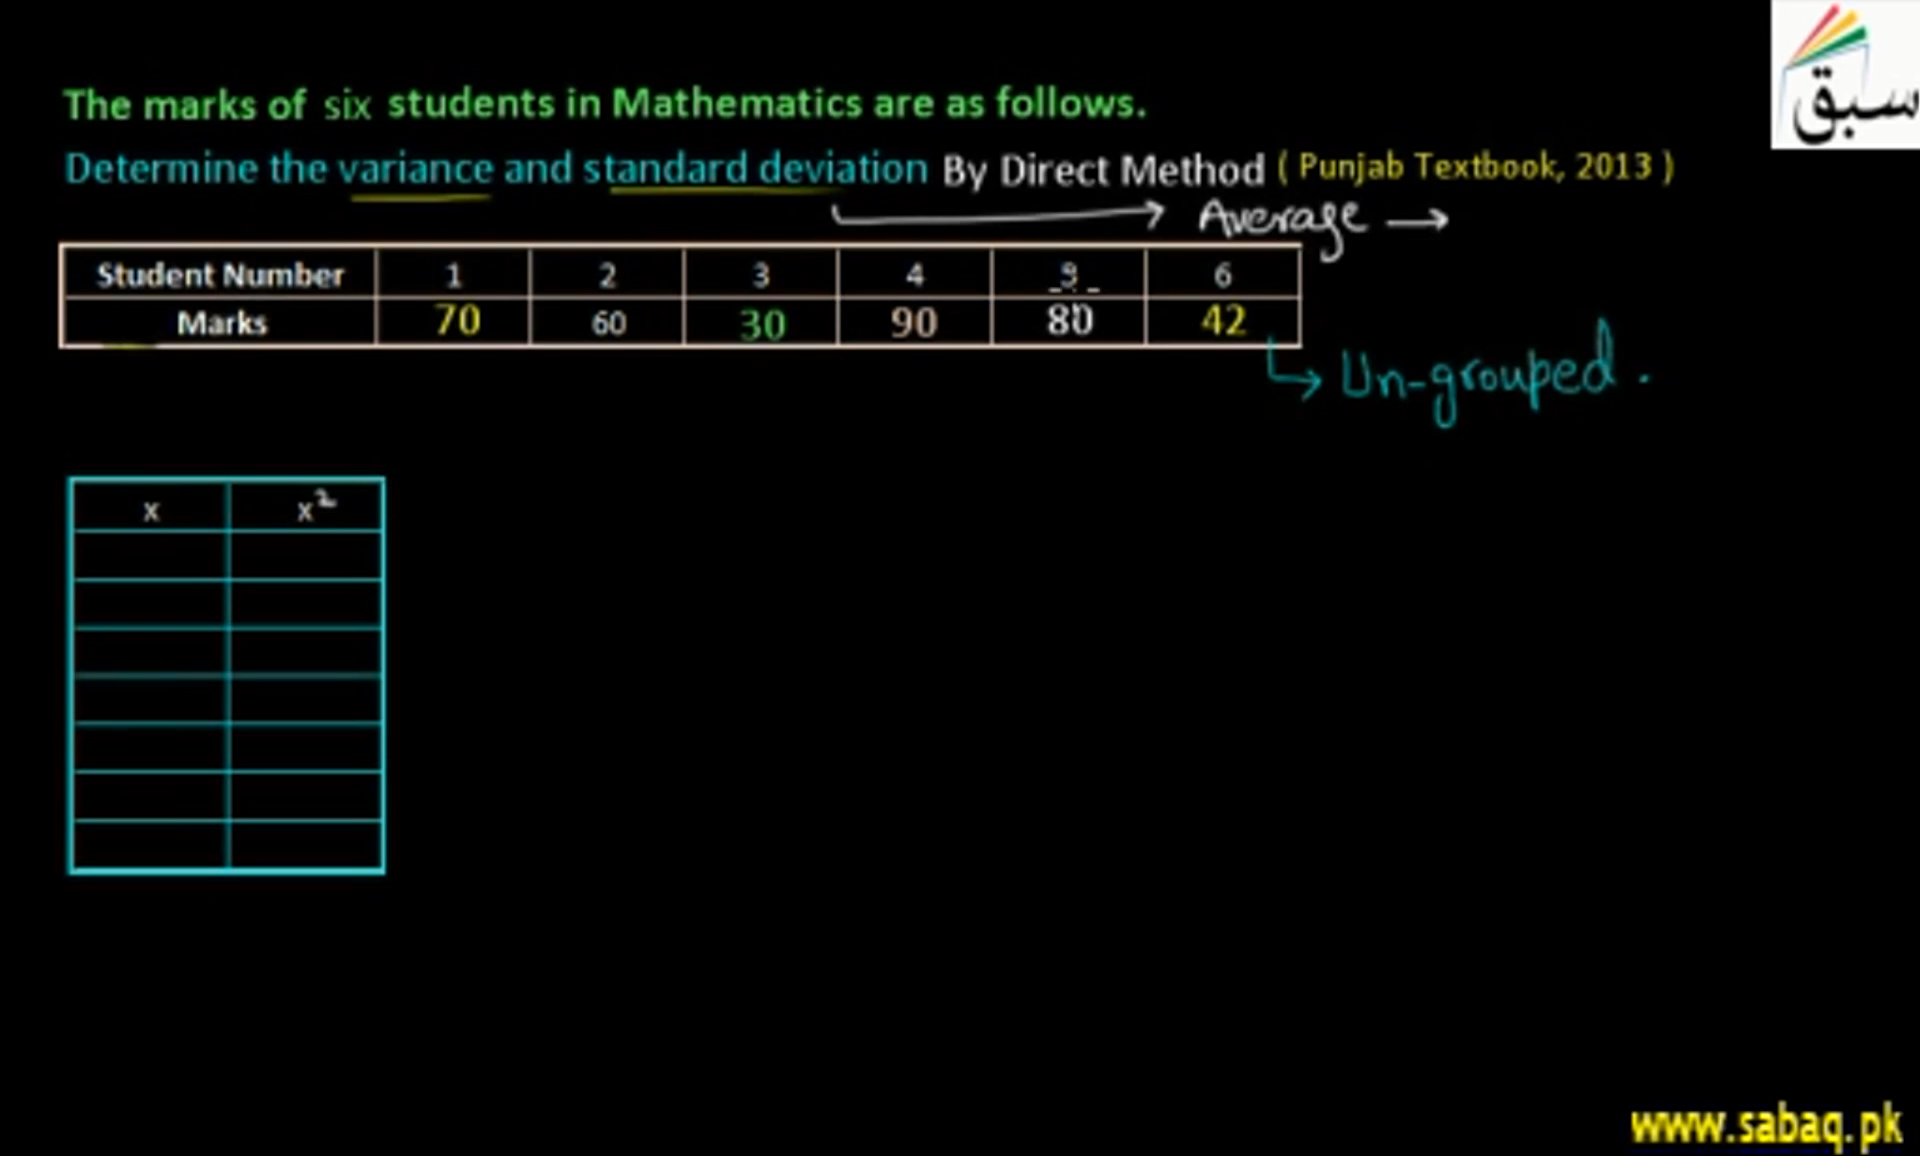 سبق
The marks of six students in Mathematics are as follows.
Determine the variance and standard deviation By Direct Method ( Punjab Textbook, 2013 )
Average →
Student Number 1 2 3 4 6
Marks 70 60 30 90 80 42
Un-grouped.
x x²
www.sabaq.pk